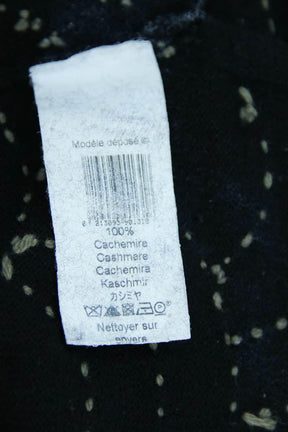 Modèle déposé ©
100%
Cachemire
Cashmere
Cachemira
Kaschmir
カシミヤ
Nettoyer sur
envers